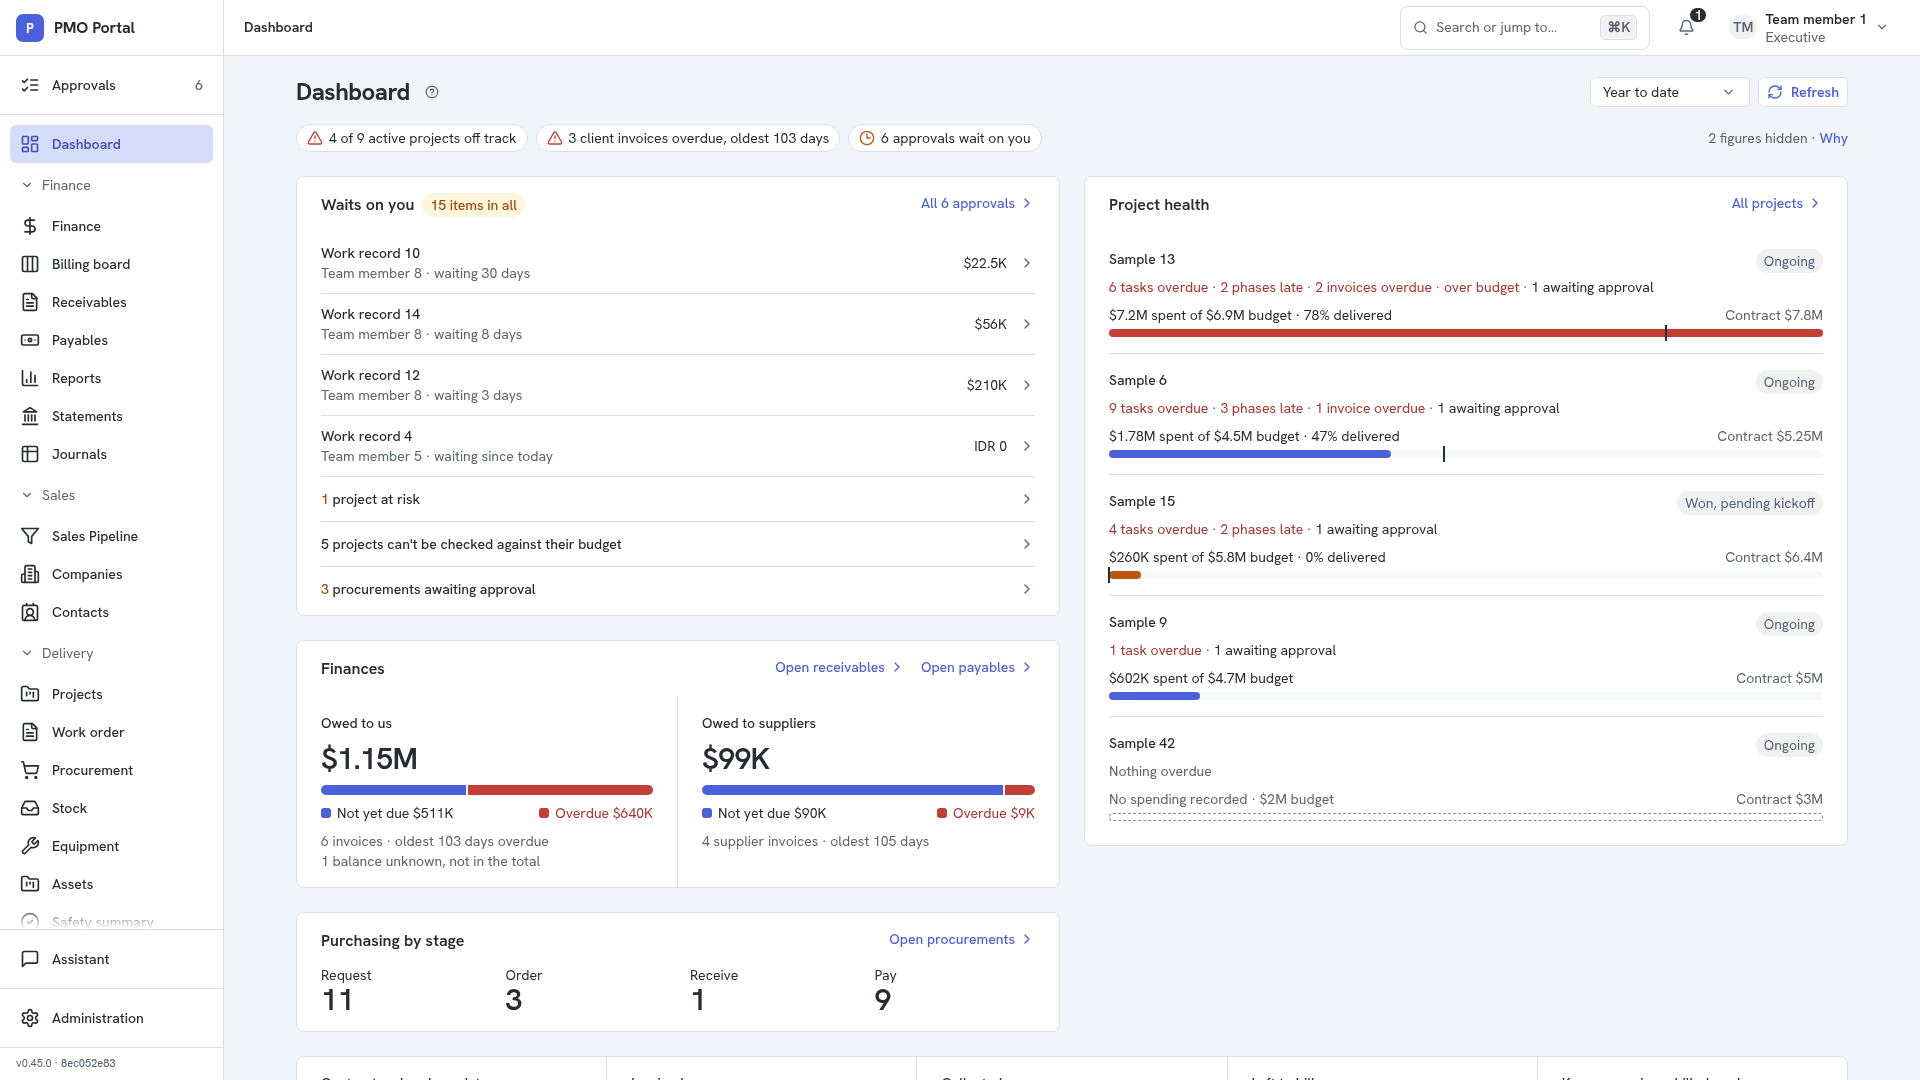 P
PMO Portal
Dashboard
Search or jump to...
⌘K
1
TM
Team member 1
Executive
Approvals
6
Dashboard
Finance
Finance
Billing board
Receivables
Payables
Reports
Statements
Journals
Sales
Sales Pipeline
Companies
Contacts
Delivery
Projects
Work order
Procurement
Stock
Equipment
Assets
Safety summary
Assistant
Administration
v0.45.0 · 8ec052e83
Dashboard
Year to date
Refresh
4 of 9 active projects off track
3 client invoices overdue, oldest 103 days
6 approvals wait on you
2 figures hidden · Why
Waits on you
15 items in all
All 6 approvals
Work record 10
Team member 8 · waiting 30 days
$22.5K
Work record 14
Team member 8 · waiting 8 days
$56K
Work record 12
Team member 8 · waiting 3 days
$210K
Work record 4
Team member 5 · waiting since today
IDR 0
1 project at risk
5 projects can't be checked against their budget
3 procurements awaiting approval
Finances
Open receivables
Open payables
Owed to us
$1.15M
Not yet due $511K
Overdue $640K
6 invoices · oldest 103 days overdue
1 balance unknown, not in the total
Owed to suppliers
$99K
Not yet due $90K
Overdue $9K
4 supplier invoices · oldest 105 days
Purchasing by stage
Open procurements
Request
11
Order
3
Receive
1
Pay
9
Project health
All projects
Sample 13
Ongoing
6 tasks overdue · 2 phases late · 2 invoices overdue · over budget · 1 awaiting approval
$7.2M spent of $6.9M budget · 78% delivered
Contract $7.8M
Sample 6
Ongoing
9 tasks overdue · 3 phases late · 1 invoice overdue · 1 awaiting approval
$1.78M spent of $4.5M budget · 47% delivered
Contract $5.25M
Sample 15
Won, pending kickoff
4 tasks overdue · 2 phases late · 1 awaiting approval
$260K spent of $5.8M budget · 0% delivered
Contract $6.4M
Sample 9
Ongoing
1 task overdue · 1 awaiting approval
$602K spent of $4.7M budget
Contract $5M
Sample 42
Ongoing
Nothing overdue
No spending recorded · $2M budget
Contract $3M